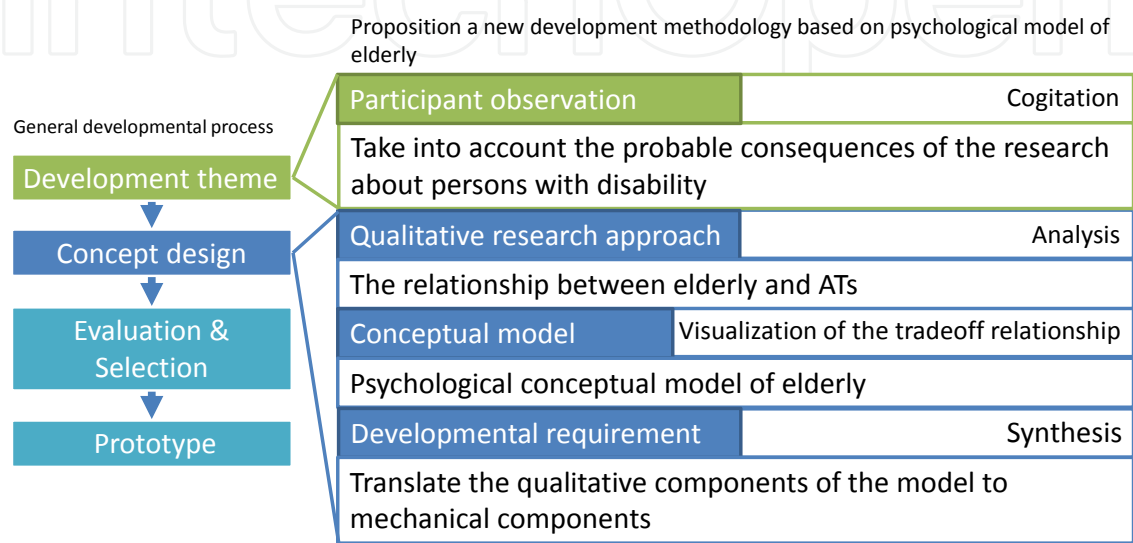 Proposition a new development methodology based on psychological model of
elderly
General developmental process
Development theme
Concept design
Evaluation &
Selection
Prototype
Participant observation
Cogitation
Take into account the probable consequences of the research
about persons with disability
Qualitative research approach
Analysis
The relationship between elderly and ATs
Conceptual model
Visualization of the tradeoff relationship
Psychological conceptual model of elderly
Developmental requirement
Synthesis
Translate the qualitative components of the model to
mechanical components